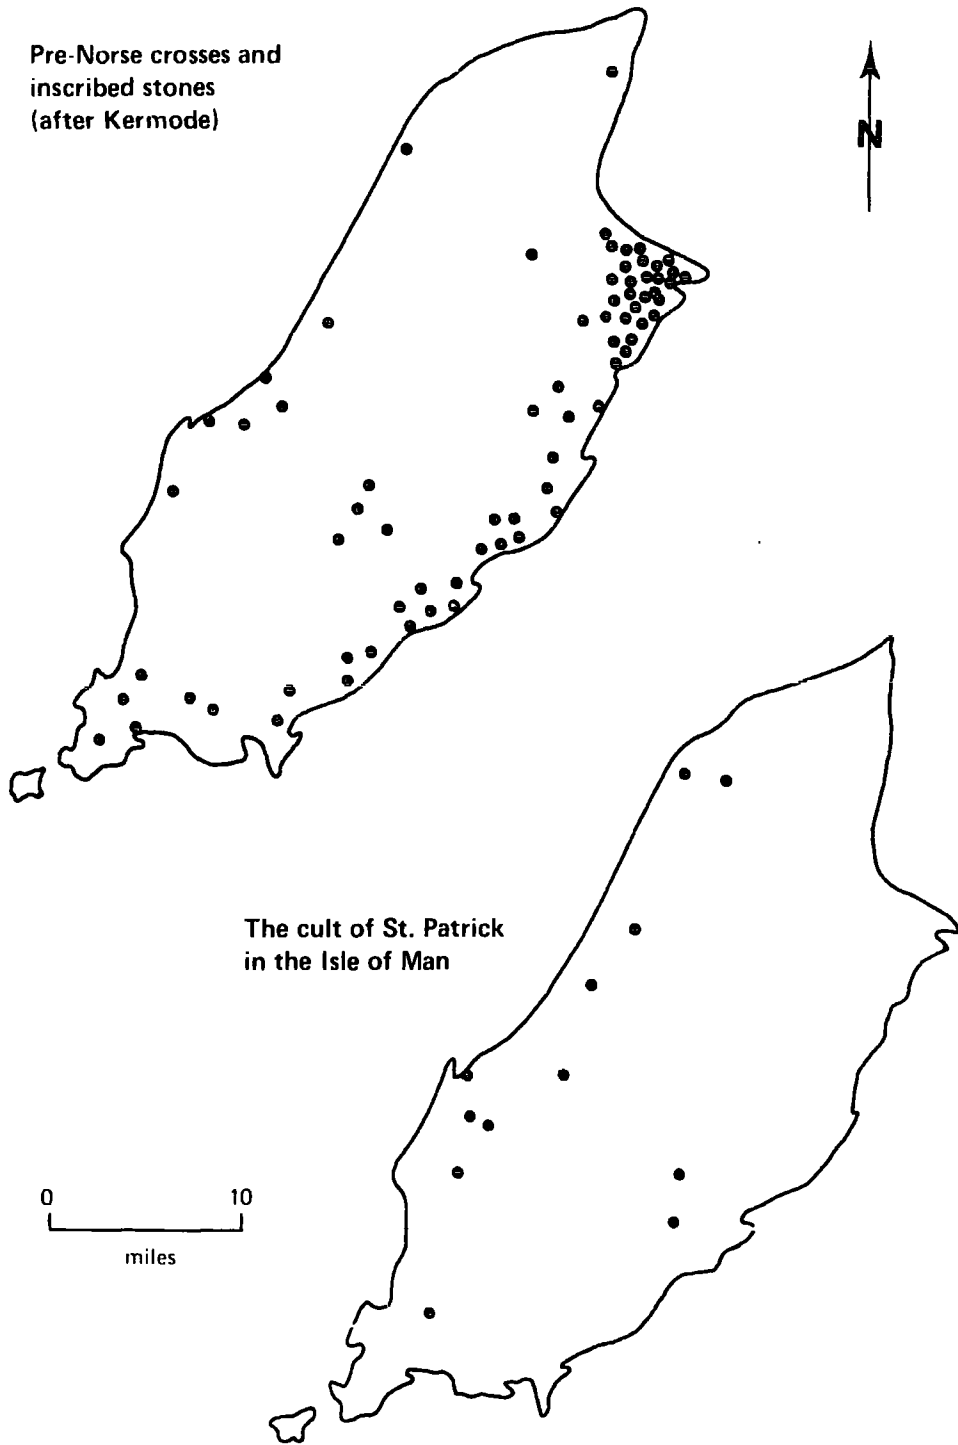 Pre-Norse crosses and
inscribed stones
(after Kermode)
N
The cult of St. Patrick
in the Isle of Man
0 10
miles